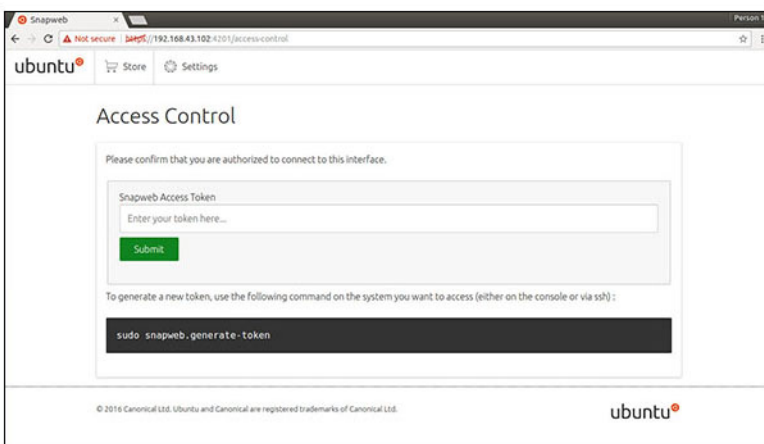 Snapweb
Person 1
Not secure https://192.168.43.102:4201/access-control
ubuntu Store Settings
Access Control
Please confirm that you are authorized to connect to this interface.
Snapweb Access Token
Enter your token here...
Submit
To generate a new token, use the following command on the system you want to access (either on the console or via ssh) :
sudo snapweb.generate-token
© 2016 Canonical Ltd. Ubuntu and Canonical are registered trademarks of Canonical Ltd.
ubuntu